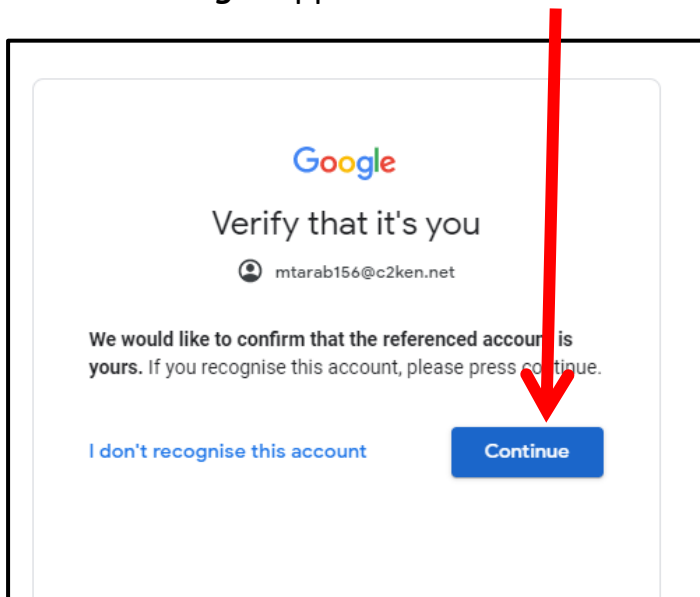 Google
Verify that it's you
mtarab156@c2ken.net
We would like to confirm that the referenced account is
yours. If you recognise this account, please press continue.
I don't recognise this account
Continue